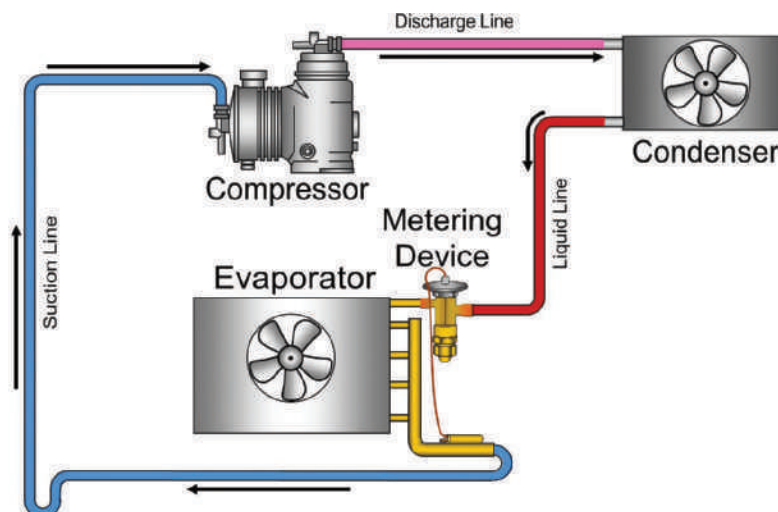 Discharge Line
Condenser
Compressor
Metering
Device
Liquid Line
Evaporator
Suction Line